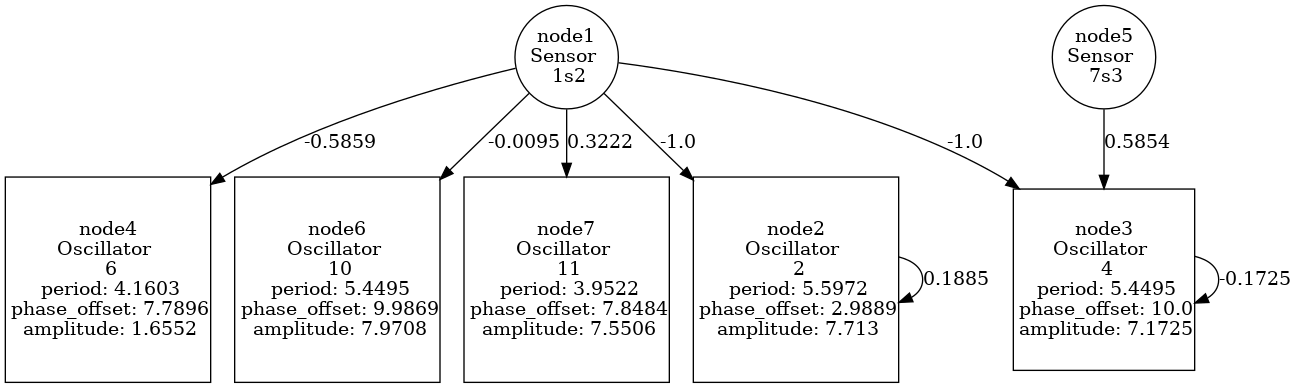 node1
Sensor
1s2
node5
Sensor
7s3
-0.5859
-0.0095
0.3222
-1.0
-1.0
0.5854
node4
Oscillator
6
period: 4.1603
phase_offset: 7.7896
amplitude: 1.6552
node6
Oscillator
10
period: 5.4495
phase_offset: 9.9869
amplitude: 7.9708
node7
Oscillator
11
period: 3.9522
phase_offset: 7.8484
amplitude: 7.5506
node2
Oscillator
2
period: 5.5972
phase_offset: 2.9889
amplitude: 7.713
0.1885
node3
Oscillator
4
period: 5.4495
phase_offset: 10.0
amplitude: 7.1725
-0.1725